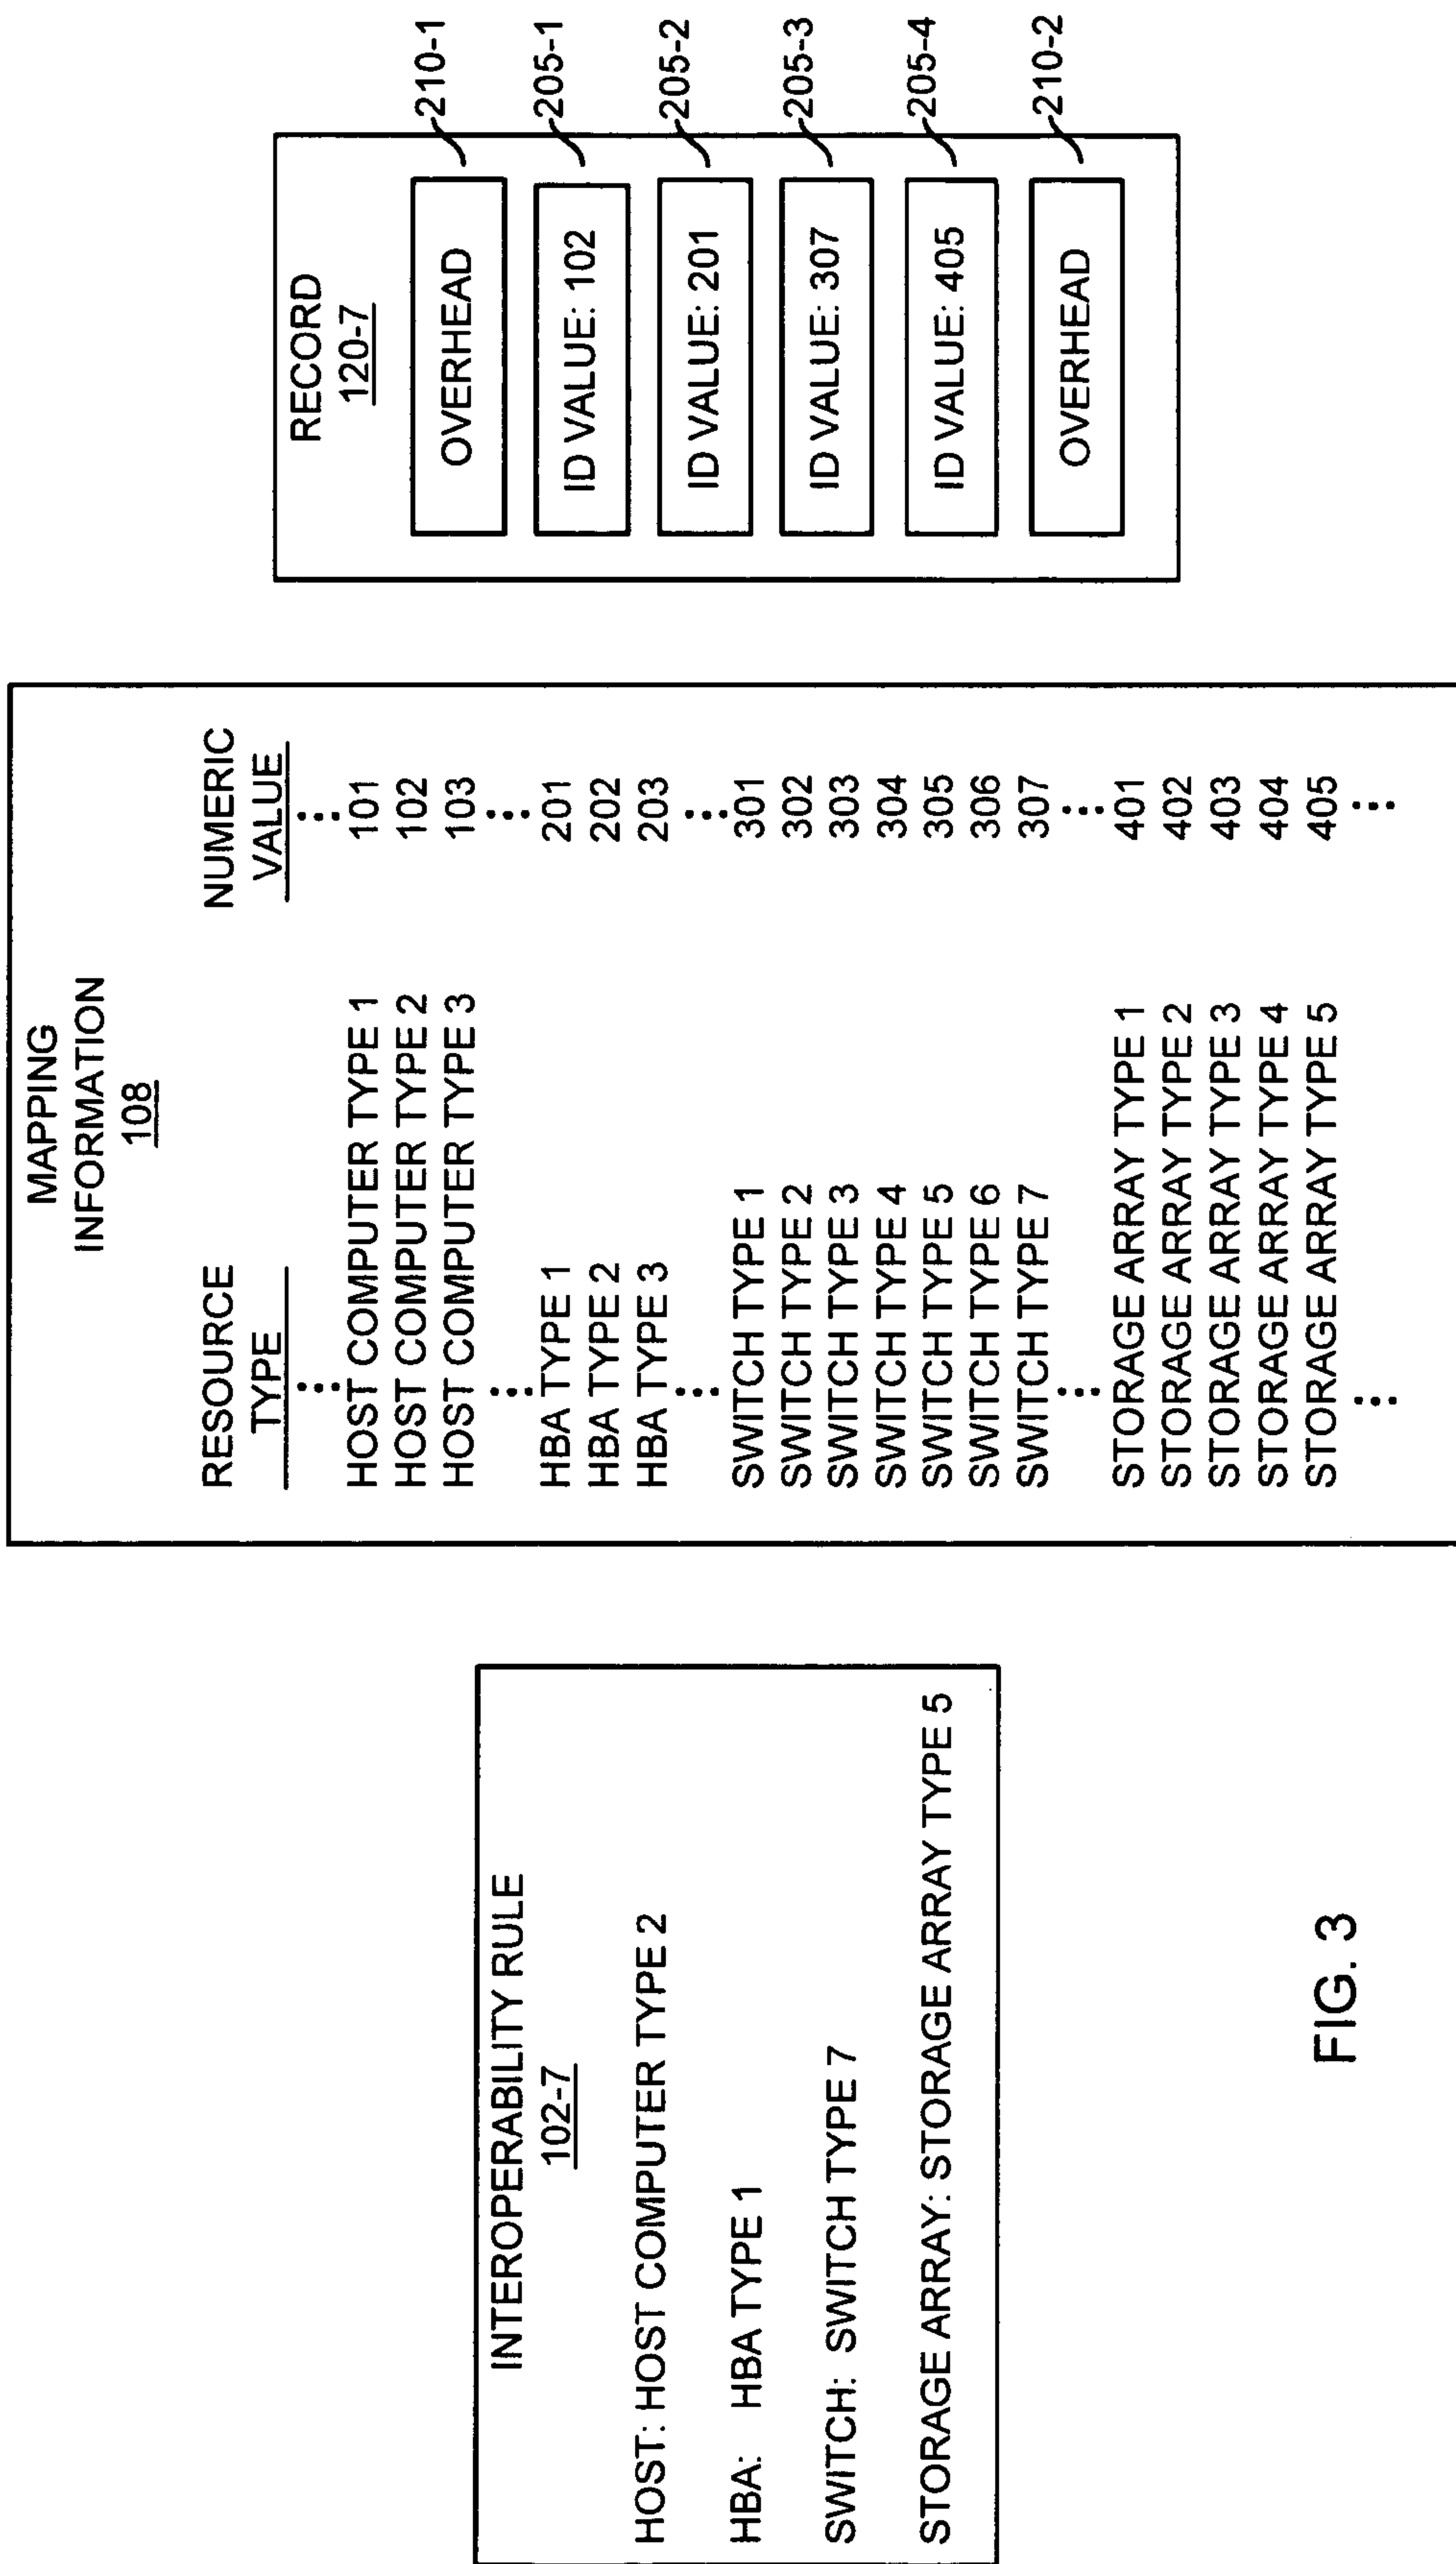 INTEROPERABILITY RULE
102-7
HOST: HOST COMPUTER TYPE 2
HBA: HBA TYPE 1
SWITCH: SWITCH TYPE 7
STORAGE ARRAY: STORAGE ARRAY TYPE 5
MAPPING
INFORMATION
108
RESOURCE
TYPE
NUMERIC
VALUE
HOST COMPUTER TYPE 1 101
HOST COMPUTER TYPE 2 102
HOST COMPUTER TYPE 3 103
HBA TYPE 1 201
HBA TYPE 2 202
HBA TYPE 3 203
SWITCH TYPE 1 301
SWITCH TYPE 2 302
SWITCH TYPE 3 303
SWITCH TYPE 4 304
SWITCH TYPE 5 305
SWITCH TYPE 6 306
SWITCH TYPE 7 307
STORAGE ARRAY TYPE 1 401
STORAGE ARRAY TYPE 2 402
STORAGE ARRAY TYPE 3 403
STORAGE ARRAY TYPE 4 404
STORAGE ARRAY TYPE 5 405
RECORD
120-7
OVERHEAD 210-1
ID VALUE: 102 205-1
ID VALUE: 201 205-2
ID VALUE: 307 205-3
ID VALUE: 405 205-4
OVERHEAD 210-2
FIG. 3